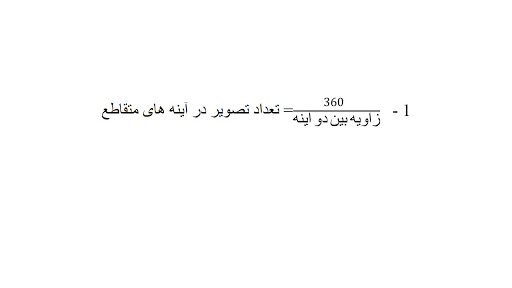 1 - 
360
زاویه بین دو اینه
= تعداد تصویر در آینه های متقاطع